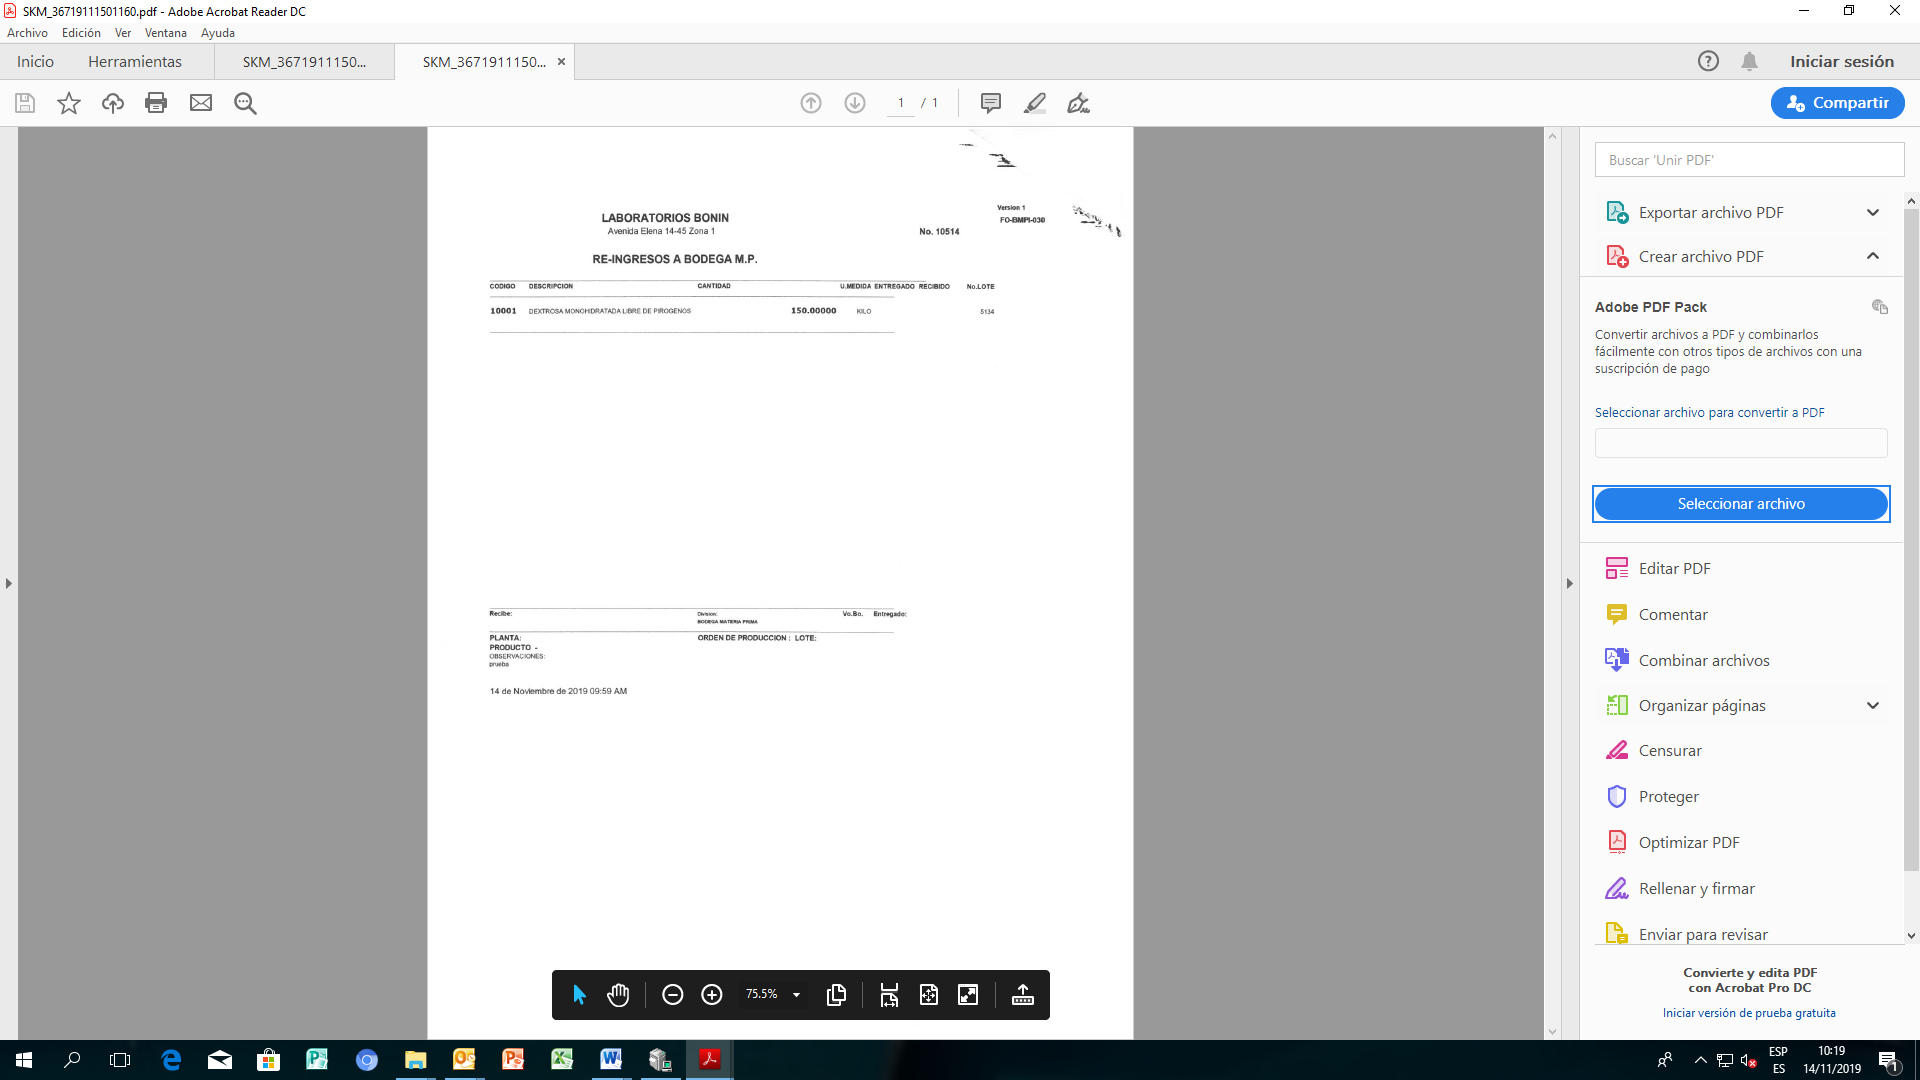 SKM_36719111501160.pdf - Adobe Acrobat Reader DC
Archivo Edición Ver Ventana Ayuda
Inicio Herramientas SKM_3671911150... SKM_3671911150... Iniciar sesión
1 / 1 Compartir
Buscar 'Unir PDF'
Version 1
LABORATORIOS BONIN FO-BMPI-030
Avenida Elena 14-45 Zona 1 No. 10514
RE-INGRESOS A BODEGA M.P.
CODIGO DESCRIPCION CANTIDAD U.MEDIDA ENTREGADO RECIBIDO No.LOTE
10001 DEXTROSA MONOHIDRATADA LIBRE DE PIROGENOS 150.00000 KILO 5134
Recibe: Division: Vo.Bo. Entregado:
BODEGA MATERIA PRIMA
PLANTA: ORDEN DE PRODUCCION : LOTE:
PRODUCTO -
OBSERVACIONES:
prueba
14 de Noviembre de 2019 09:59 AM
75.5%
Exportar archivo PDF
Crear archivo PDF
Adobe PDF Pack
Convertir archivos a PDF y combinarlos
fácilmente con otros tipos de archivos con una
suscripción de pago
Seleccionar archivo para convertir a PDF
Seleccionar archivo
Editar PDF
Comentar
Combinar archivos
Organizar páginas
Censurar
Proteger
Optimizar PDF
Rellenar y firmar
Enviar para revisar
Convierte y edita PDF
con Acrobat Pro DC
Iniciar versión de prueba gratuita
ESP 10:19
ES 14/11/2019 1